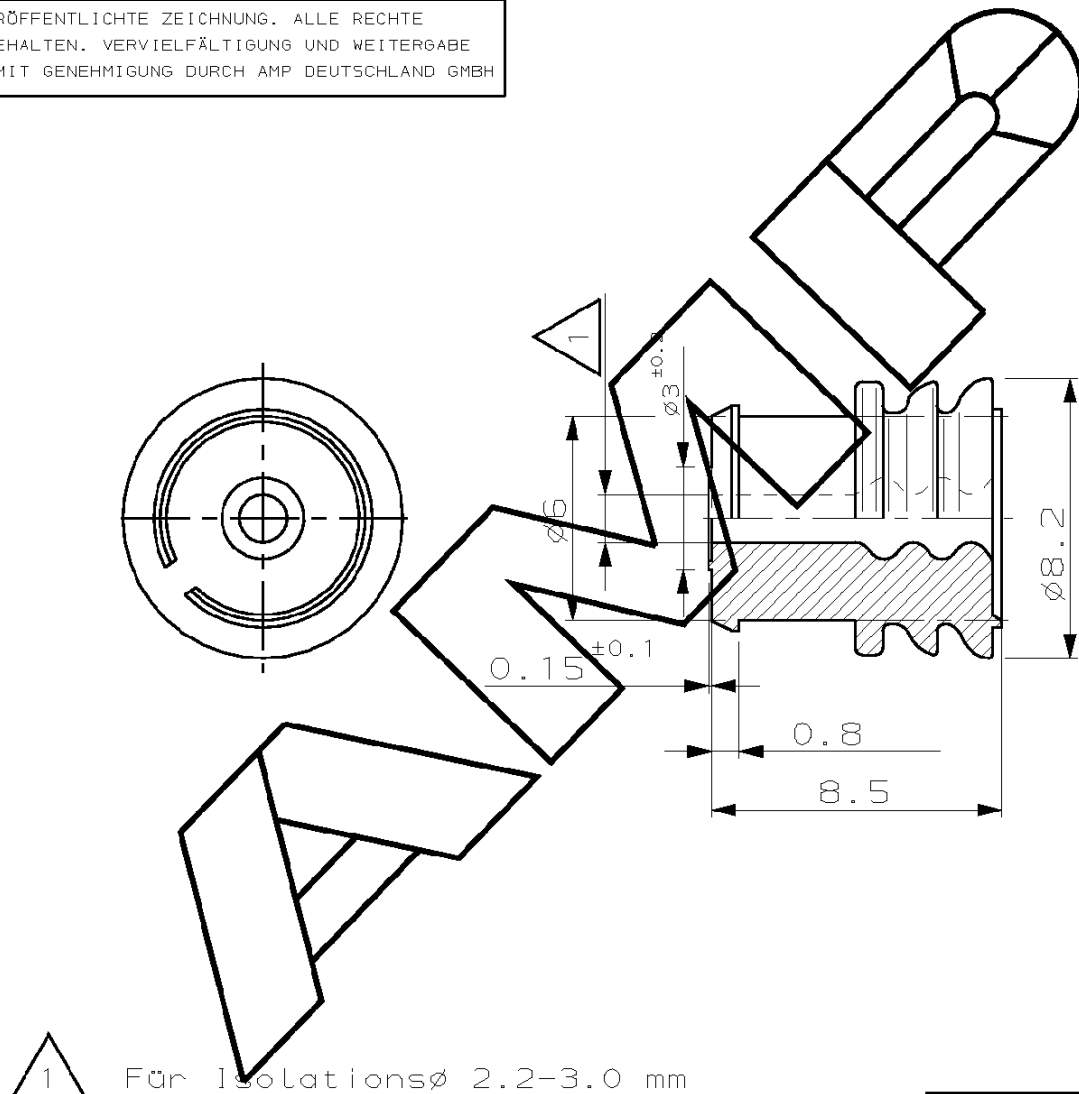 RÖFFENTLICHTE ZEICHNUNG. ALLE RECHTE
EHALTEN. VERVIELFÄLTIGUNG UND WEITERGABE
MIT GENEHMIGUNG DURCH AMP DEUTSCHLAND GMBH
AMP
1
ø3
ø6
ø8.2
0.15±0.1
0.8
8.5
1 Für Isolationsø 2.2-3.0 mm